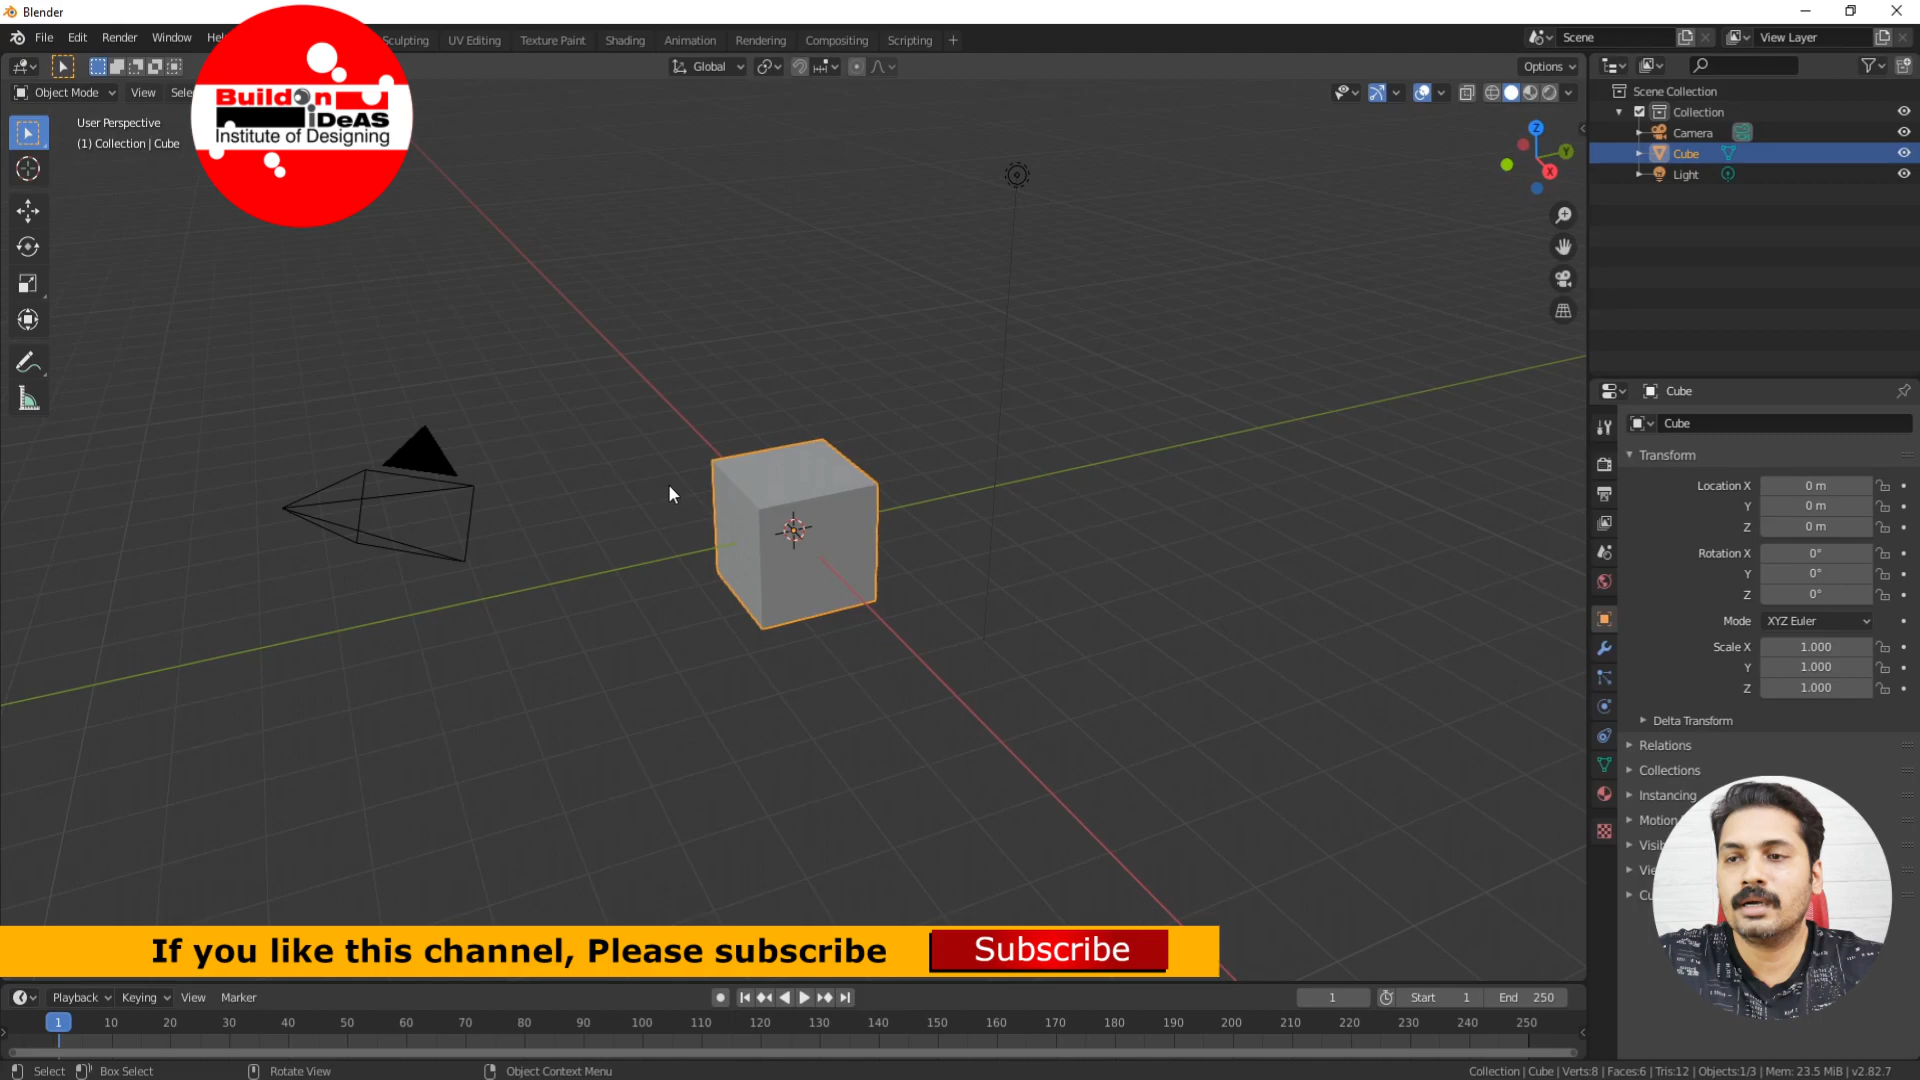 Blender
File Edit Render Window Hel
Sculpting UV Editing Texture Paint Shading Animation Rendering Compositing Scripting +
Scene View Layer
Global
Options
Object Mode View Sele
User Perspective
(1) Collection | Cube
Build on
iDeAS
Institute of Designing
Z
Y
X
Scene Collection
Collection
Camera
Cube
Light
Cube
Cube
Transform
Location X 0 m
Y 0 m
Z 0 m
Rotation X 0°
Y 0°
Z 0°
Mode XYZ Euler
Scale X 1.000
Y 1.000
Z 1.000
Delta Transform
Relations
Collections
Instancing
Motion
Visib
Vie
Cu
If you like this channel, Please subscribe Subscribe
Playback Keying View Marker
1 Start 1 End 250
1 10 20 30 40 50 60 70 80 90 100 110 120 130 140 150 160 170 180 190 200 210 220 230 240 250
Select Box Select Rotate View Object Context Menu
Collection | Cube | Verts:8 | Faces:6 | Tris:12 | Objects:1/3 | Mem: 23.5 MiB | v2.82.7